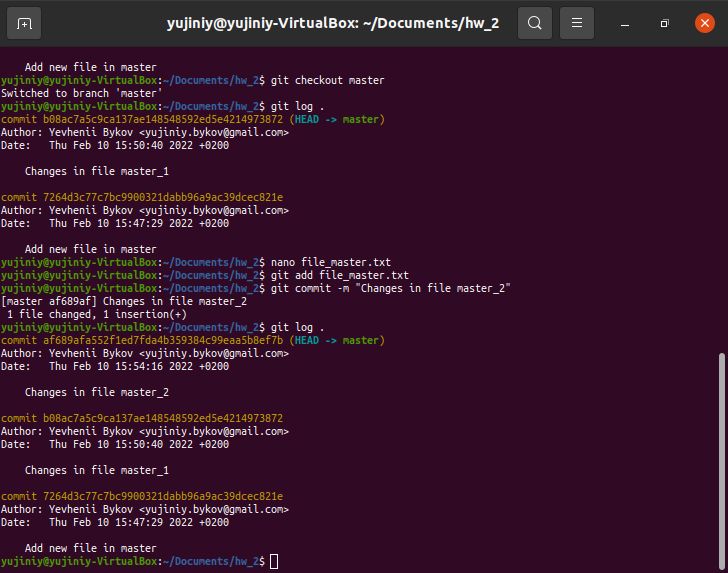 yujiniy@yujiniy-VirtualBox: ~/Documents/hw_2
    Add new file in master
yujiniy@yujiniy-VirtualBox:~/Documents/hw_2$ git checkout master
Switched to branch 'master'
yujiniy@yujiniy-VirtualBox:~/Documents/hw_2$ git log .
commit b08ac7a5c9ca137ae148548592ed5e4214973872 (HEAD -> master)
Author: Yevhenii Bykov <yujiniy.bykov@gmail.com>
Date:   Thu Feb 10 15:50:40 2022 +0200
    Changes in file master_1
commit 7264d3c77c7bc9900321dabb96a9ac39dcec821e
Author: Yevhenii Bykov <yujiniy.bykov@gmail.com>
Date:   Thu Feb 10 15:47:29 2022 +0200
    Add new file in master
yujiniy@yujiniy-VirtualBox:~/Documents/hw_2$ nano file_master.txt
yujiniy@yujiniy-VirtualBox:~/Documents/hw_2$ git add file_master.txt
yujiniy@yujiniy-VirtualBox:~/Documents/hw_2$ git commit -m "Changes in file master_2"
[master af689af] Changes in file master_2
 1 file changed, 1 insertion(+)
yujiniy@yujiniy-VirtualBox:~/Documents/hw_2$ git log .
commit af689afa552f1ed7fda4b359384c99eaa5b8ef7b (HEAD -> master)
Author: Yevhenii Bykov <yujiniy.bykov@gmail.com>
Date:   Thu Feb 10 15:54:16 2022 +0200
    Changes in file master_2
commit b08ac7a5c9ca137ae148548592ed5e4214973872
Author: Yevhenii Bykov <yujiniy.bykov@gmail.com>
Date:   Thu Feb 10 15:50:40 2022 +0200
    Changes in file master_1
commit 7264d3c77c7bc9900321dabb96a9ac39dcec821e
Author: Yevhenii Bykov <yujiniy.bykov@gmail.com>
Date:   Thu Feb 10 15:47:29 2022 +0200
    Add new file in master
yujiniy@yujiniy-VirtualBox:~/Documents/hw_2$